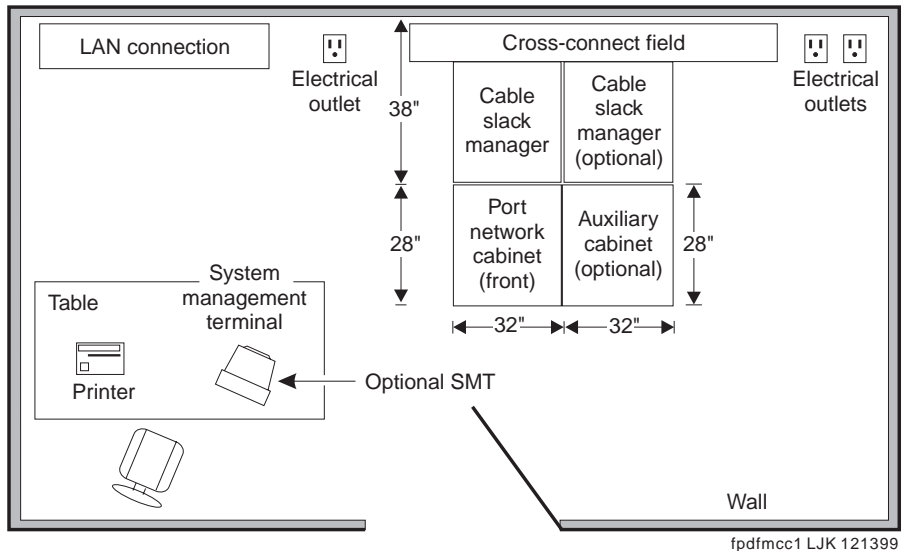 LAN connection
Electrical
outlet
Cross-connect field
Electrical
outlets
38"
Cable
slack
manager
Cable
slack
manager
(optional)
28"
Port
network
cabinet
(front)
Auxiliary
cabinet
(optional)
28"
32"
32"
Table
System
management
terminal
Printer
Optional SMT
Wall
fpdfmcc1 LJK 121399